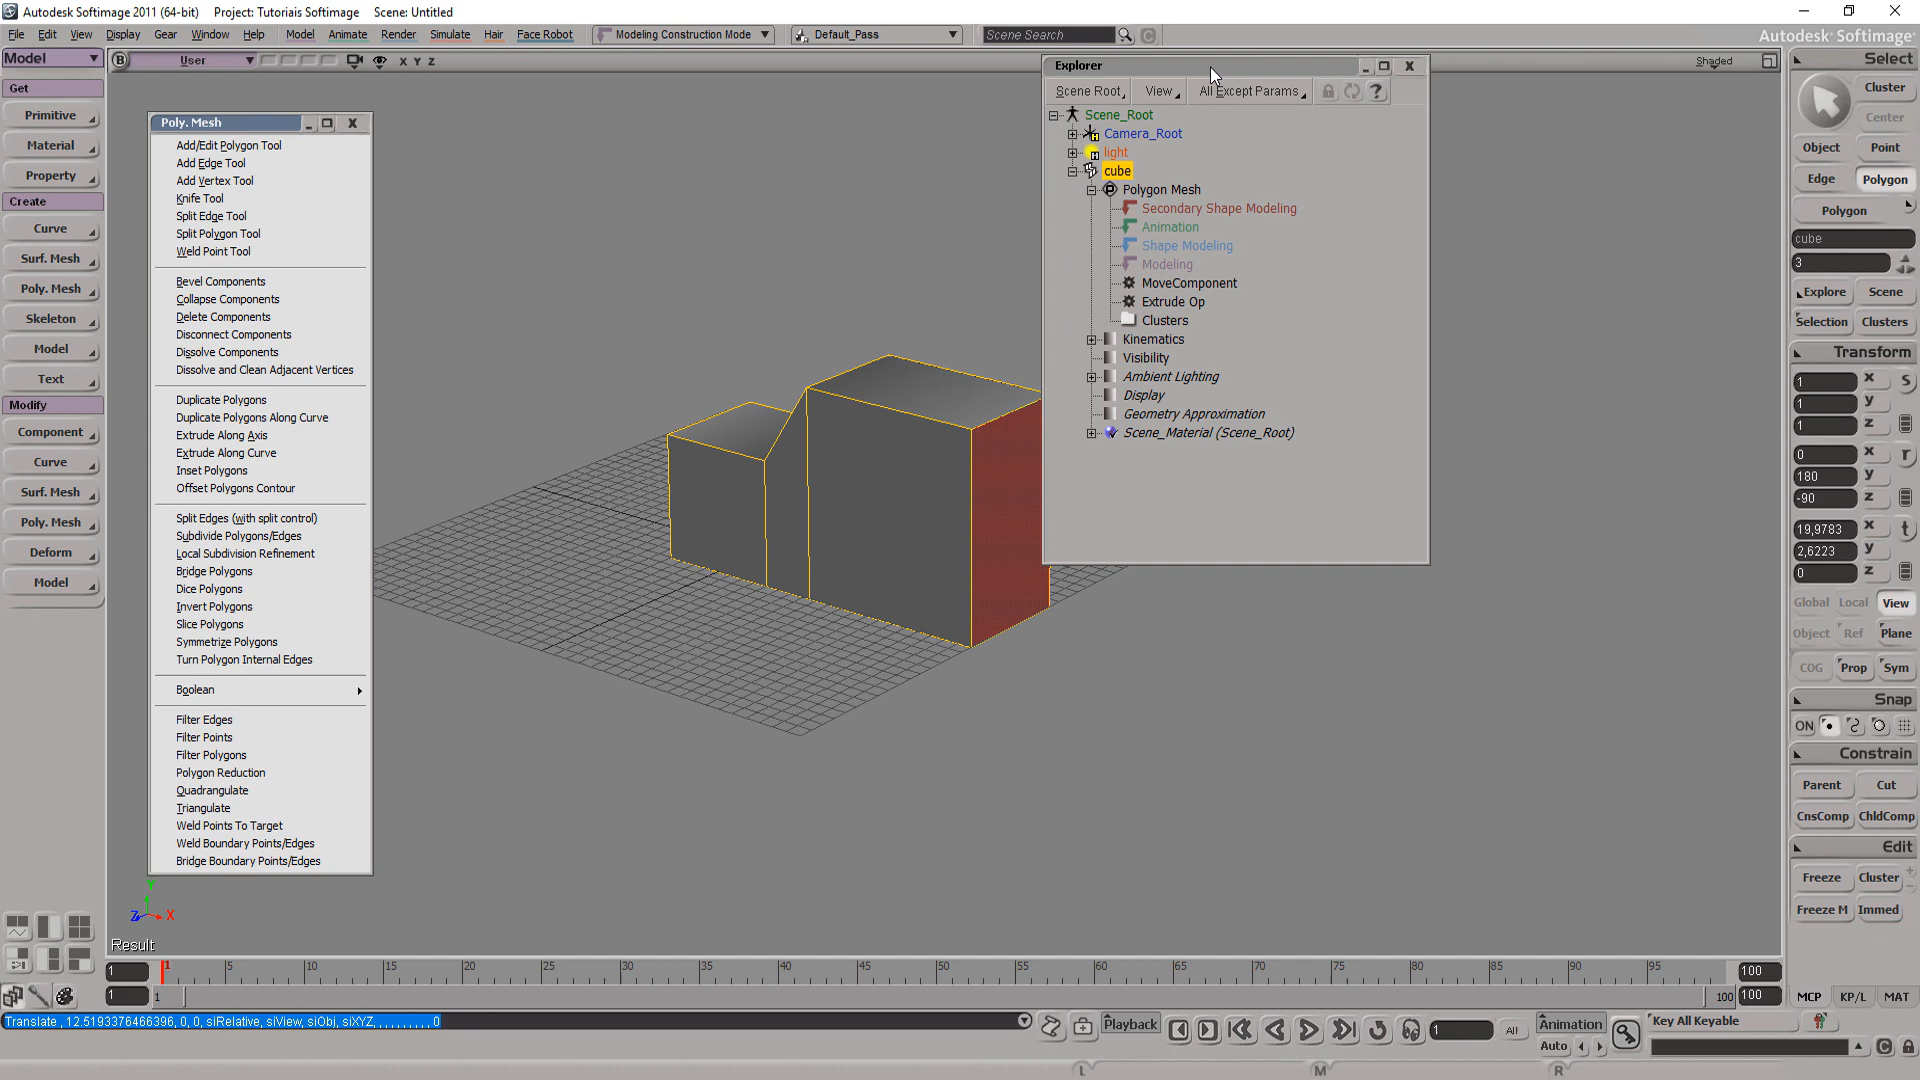 Autodesk Softimage 2011 (64-bit) Project: Tutoriais Softimage Scene: Untitled
File Edit View Display Gear Window Help Model Animate Render Simulate Hair Face Robot Modeling Construction Mode Default_Pass Scene Search Autodesk® Softimage®
Model B User X Y Z Shaded
Get
Primitive
Material
Property
Create
Curve
Surf. Mesh
Poly. Mesh
Skeleton
Model
Text
Modify
Component
Curve
Surf. Mesh
Poly. Mesh
Deform
Model
Poly. Mesh
Add/Edit Polygon Tool
Add Edge Tool
Add Vertex Tool
Knife Tool
Split Edge Tool
Split Polygon Tool
Weld Point Tool
Bevel Components
Collapse Components
Delete Components
Disconnect Components
Dissolve Components
Dissolve and Clean Adjacent Vertices
Duplicate Polygons
Duplicate Polygons Along Curve
Extrude Along Axis
Extrude Along Curve
Inset Polygons
Offset Polygons Contour
Split Edges (with split control)
Subdivide Polygons/Edges
Local Subdivision Refinement
Bridge Polygons
Dice Polygons
Invert Polygons
Slice Polygons
Symmetrize Polygons
Turn Polygon Internal Edges
Boolean
Filter Edges
Filter Points
Filter Polygons
Polygon Reduction
Quadrangulate
Triangulate
Weld Points To Target
Weld Boundary Points/Edges
Bridge Boundary Points/Edges
Explorer
Scene Root View All Except Params ?
Scene_Root
Camera_Root
light
cube
Polygon Mesh
Secondary Shape Modeling
Animation
Shape Modeling
Modeling
MoveComponent
Extrude Op
Clusters
Kinematics
Visibility
Ambient Lighting
Display
Geometry Approximation
Scene_Material (Scene_Root)
Select
Cluster
Center
Object Point
Edge Polygon
Polygon
cube
3
Explore Scene
Selection Clusters
Transform
1 x s
1 y
1 z
0 x r
180 y
-90 z
19,9783 x t
2,6223 y
0 z
Global Local View
Object Ref Plane
COG Prop Sym
Snap
ON
Constrain
Parent Cut
CnsComp ChldComp
Edit
Freeze Cluster
Freeze M Immed
Y
Z X
Result
1 1 5 10 15 20 25 30 35 40 45 50 55 60 65 70 75 80 85 90 95 100
1 1 100 100 MCP KP/L MAT
Translate , 12.5193376466396, 0, 0, siRelative, siView, siObj, siXYZ, , , , , , , , , , 0 Playback 1 All Animation Key All Keyable
Auto
L M R